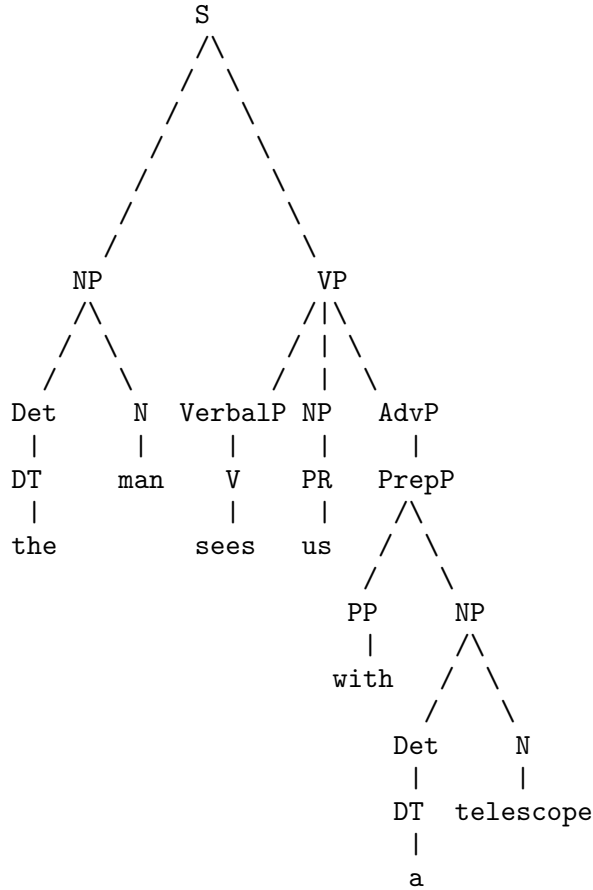 S
NP VP
Det N VerbalP NP AdvP
DT man V PR PrepP
the sees us
PP NP
with
Det N
DT telescope
a